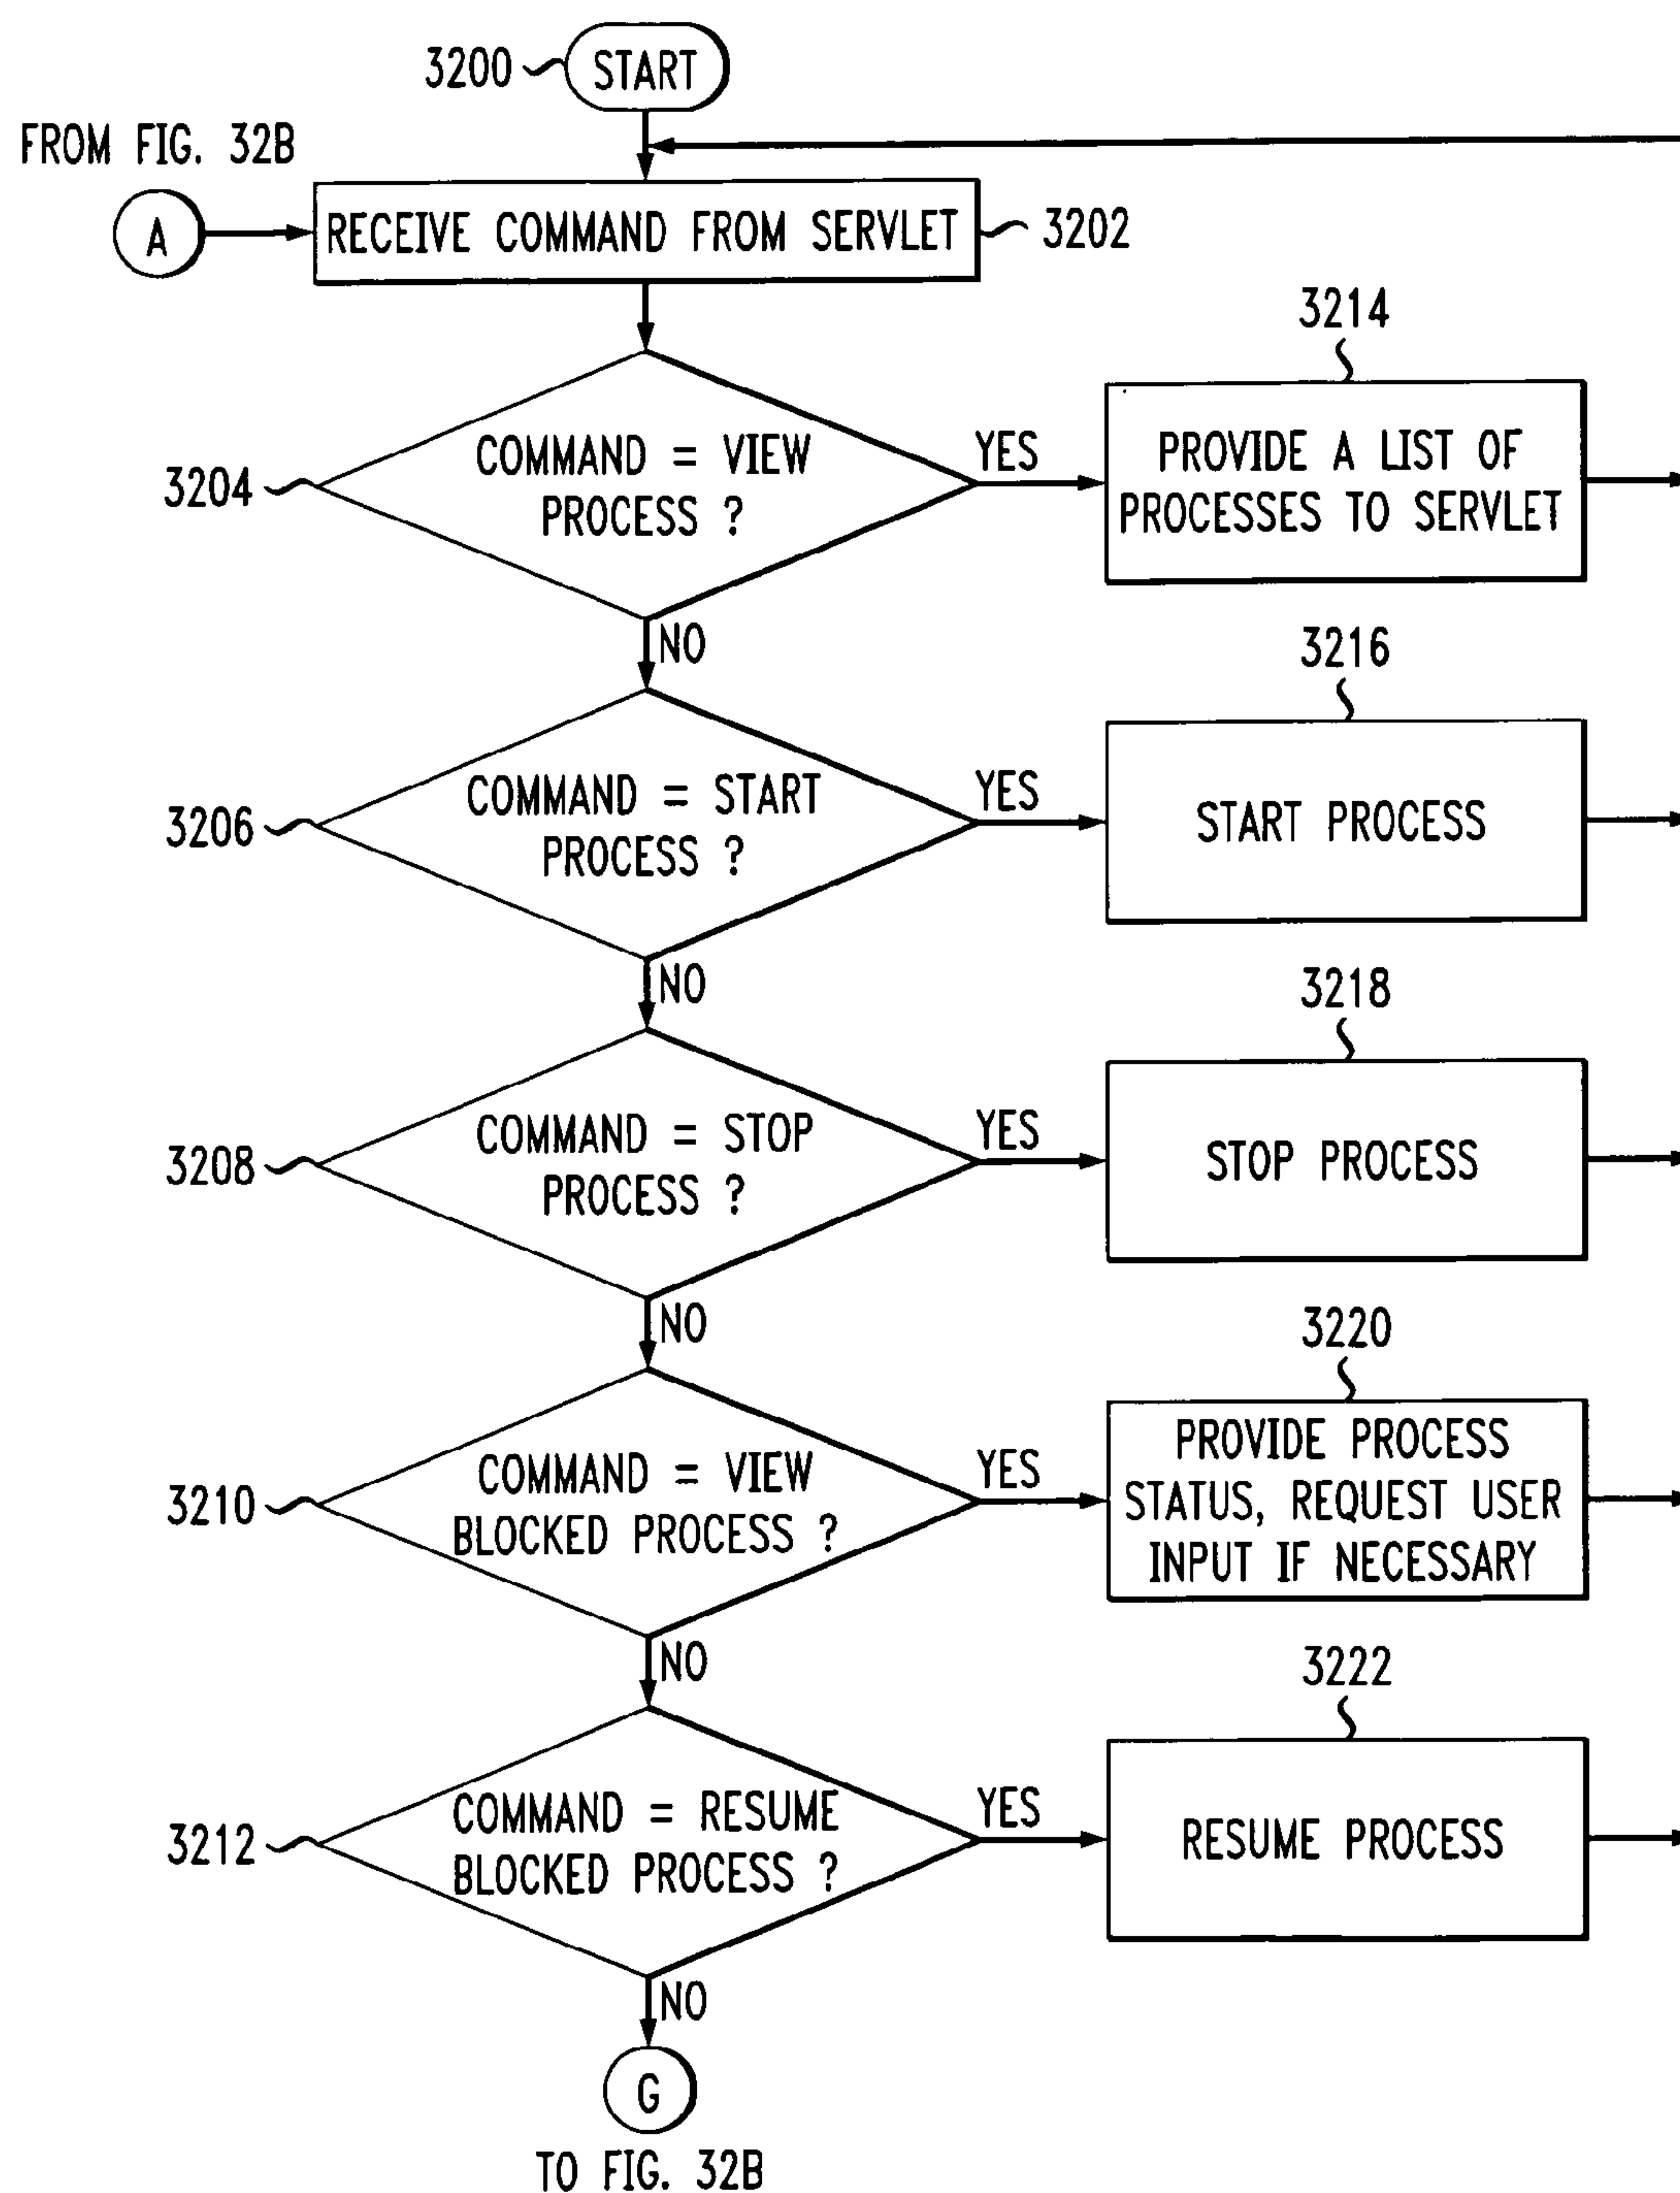 3200
START
FROM FIG. 32B
A
RECEIVE COMMAND FROM SERVLET
3202
3214
3204
COMMAND = VIEW
PROCESS ?
YES
PROVIDE A LIST OF
PROCESSES TO SERVLET
NO
3216
3206
COMMAND = START
PROCESS ?
YES
START PROCESS
NO
3218
3208
COMMAND = STOP
PROCESS ?
YES
STOP PROCESS
NO
3220
3210
COMMAND = VIEW
BLOCKED PROCESS ?
YES
PROVIDE PROCESS
STATUS, REQUEST USER
INPUT IF NECESSARY
NO
3222
3212
COMMAND = RESUME
BLOCKED PROCESS ?
YES
RESUME PROCESS
NO
G
TO FIG. 32B